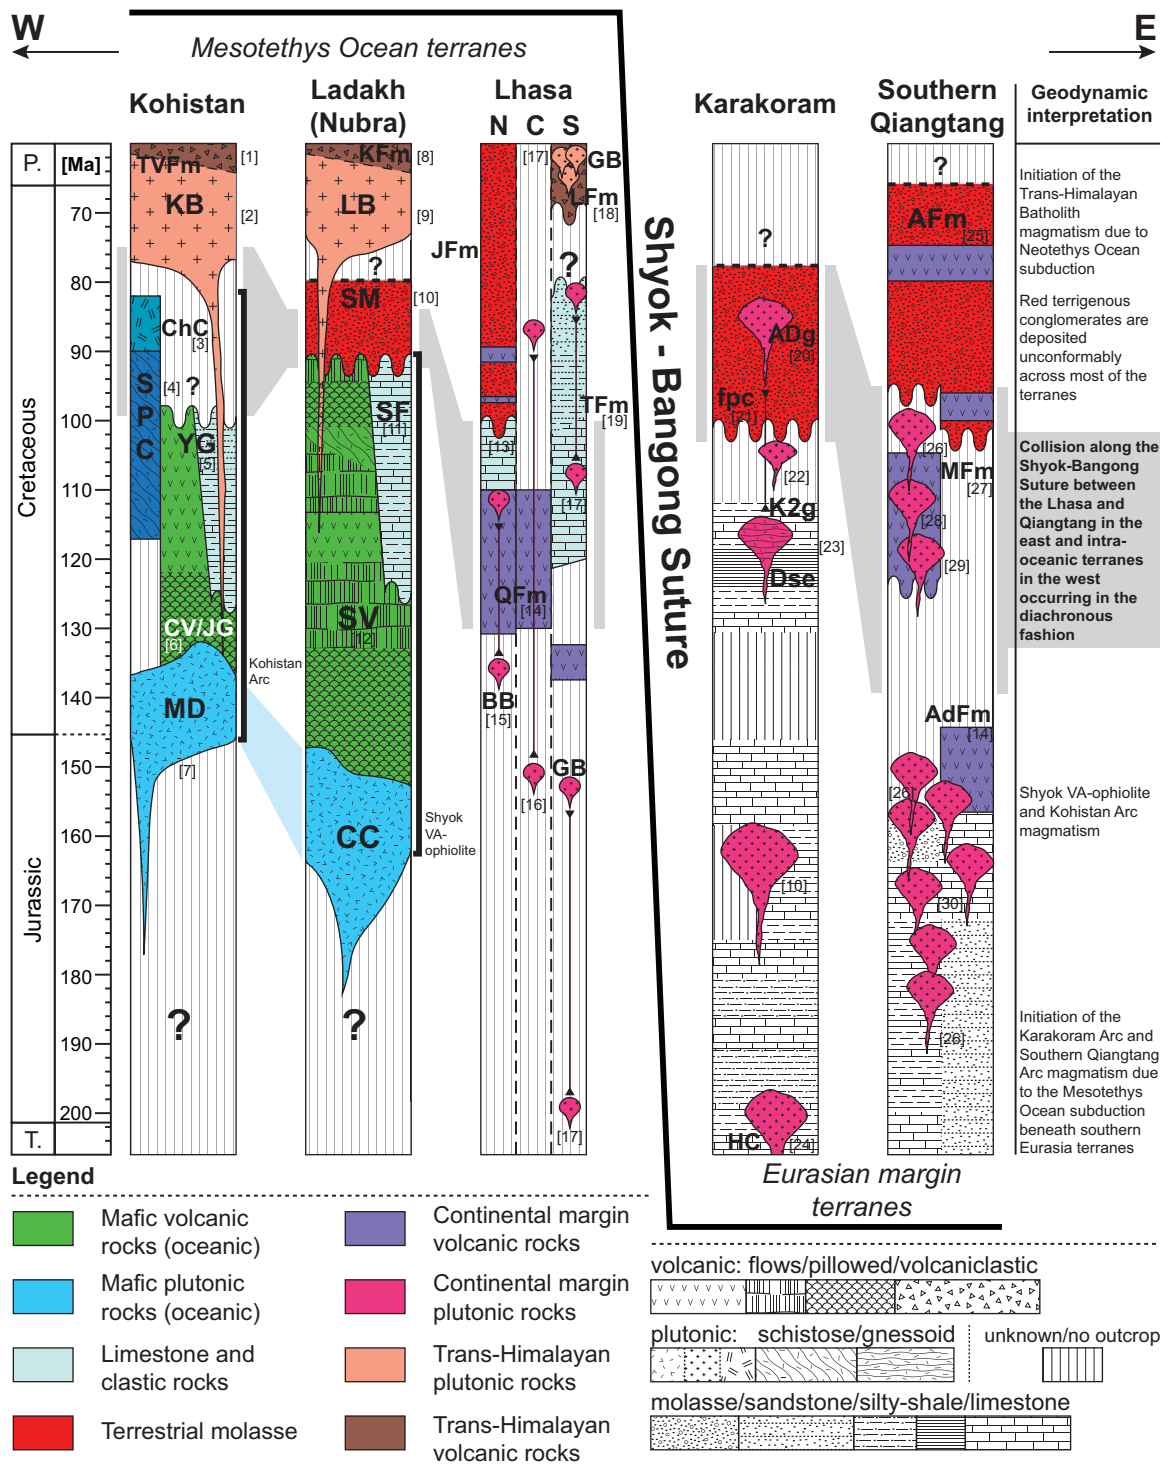 W
E
Mesotethys Ocean terranes
Kohistan
Ladakh
(Nubra)
Lhasa
N C S
Karakoram
Southern
Qiangtang
Geodynamic
interpretation
P.
Cretaceous
Jurassic
T.
[Ma]
70
80
90
100
110
120
130
140
150
160
170
180
190
200
TVFm
[1]
KB
[2]
ChC
[3]
S
P
C
[4]
?
YG
[5]
CV/JG
[6]
Kohistan
Arc
MD
[7]
?
KFm
[8]
LB
[9]
?
SM
[10]
SF
[11]
SV
[12]
CC
Shyok
VA-
ophiolite
?
JFm
[13]
QFm
[14]
BB
[15]
[16]
[17]
GB
LFm
[18]
?
TFm
[19]
[17]
GB
[17]
Shyok - Bangong Suture
?
ADg
[20]
fpc
[21]
[22]
K2g
[23]
Dse
[10]
HC
[24]
?
AFm
[25]
[26]
MFm
[27]
[28]
[29]
AdFm
[14]
[26]
[30]
[26]
Initiation of the
Trans-Himalayan
Batholith
magmatism due to
Neotethys Ocean
subduction
Red terrigenous
conglomerates are
deposited
unconformably
across most of the
terranes
Collision along the
Shyok-Bangong
Suture between
the Lhasa and
Qiangtang in the
east and intra-
oceanic terranes
in the west
occurring in the
diachronous
fashion
Shyok VA-ophiolite
and Kohistan Arc
magmatism
Initiation of the
Karakoram Arc and
Southern Qiangtang
Arc magmatism due
to the Mesotethys
Ocean subduction
beneath southern
Eurasia terranes
Eurasian margin
terranes
Legend
Mafic volcanic
rocks (oceanic)
Mafic plutonic
rocks (oceanic)
Limestone and
clastic rocks
Terrestrial molasse
Continental margin
volcanic rocks
Continental margin
plutonic rocks
Trans-Himalayan
plutonic rocks
Trans-Himalayan
volcanic rocks
volcanic: flows/pillowed/volcaniclastic
plutonic: schistose/gnessoid
unknown/no outcrop
molasse/sandstone/silty-shale/limestone